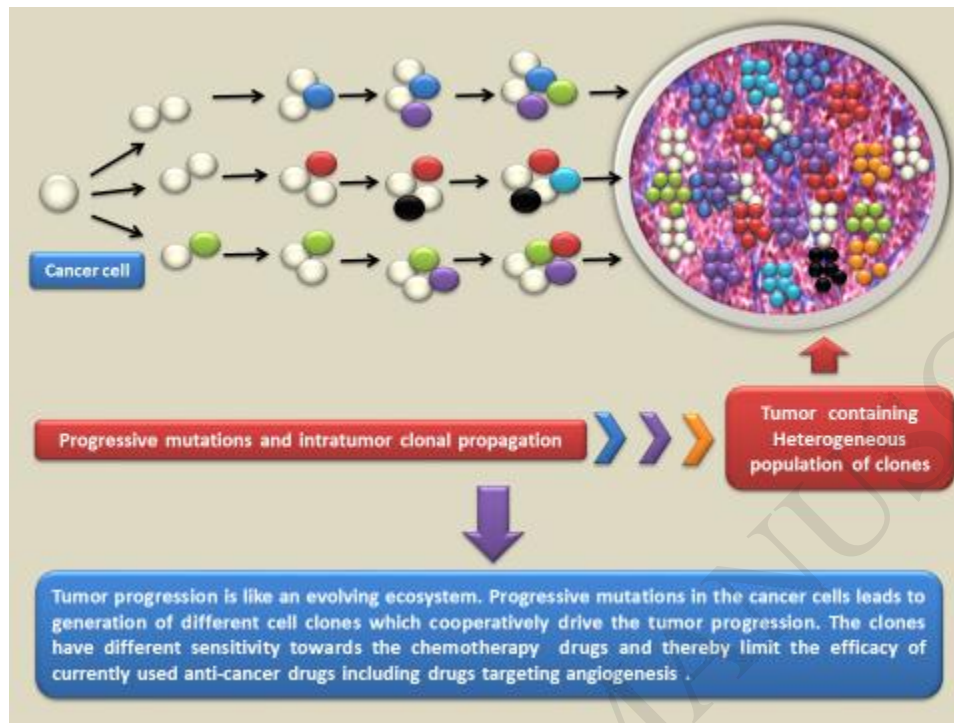 Cancer cell
Progressive mutations and intratumor clonal propagation
Tumor containing
Heterogeneous
population of clones
Tumor progression is like an evolving ecosystem. Progressive mutations in the cancer cells leads to
generation of different cell clones which cooperatively drive the tumor progression. The clones
have different sensitivity towards the chemotherapy drugs and thereby limit the efficacy of
currently used anti-cancer drugs including drugs targeting angiogenesis .